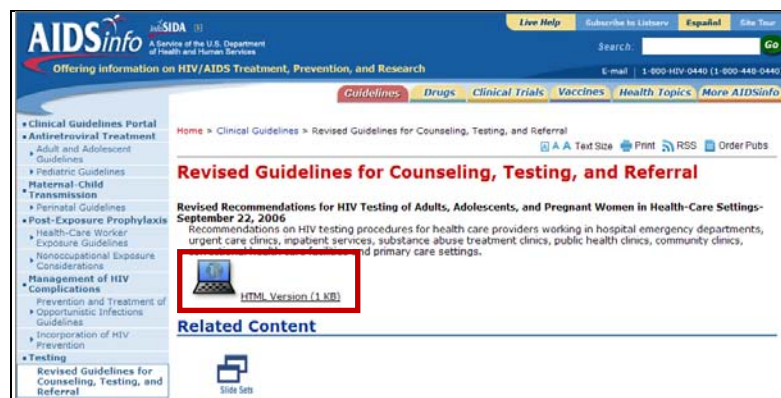 AIDSinfo
infoSIDA
A Service of the U.S. Department
of Health and Human Services
Offering information on HIV/AIDS Treatment, Prevention, and Research
Live Help
Subscribe to Listserv
Español
Site Tour
Search:
Go
E-mail | 1-800-HIV-0440 (1-800-448-0440
Guidelines
Drugs
Clinical Trials
Vaccines
Health Topics
More AIDSinfo
Clinical Guidelines Portal
Antiretroviral Treatment
Adult and Adolescent
Guidelines
Pediatric Guidelines
Maternal-Child
Transmission
Perinatal Guidelines
Post-Exposure Prophylaxis
Health-Care Worker
Exposure Guidelines
Nonoccupational Exposure
Considerations
Management of HIV
Complications
Prevention and Treatment of
Opportunistic Infections
Guidelines
Incorporation of HIV
Prevention
Testing
Revised Guidelines for
Counseling, Testing, and
Referral
Home > Clinical Guidelines > Revised Guidelines for Counseling, Testing, and Referral
A A Text Size Print RSS Order Pubs
Revised Guidelines for Counseling, Testing, and Referral
Revised Recommendations for HIV Testing of Adults, Adolescents, and Pregnant Women in Health-Care Settings-
September 22, 2006
Recommendations on HIV testing procedures for health care providers working in hospital emergency departments,
urgent care clinics, inpatient services, substance abuse treatment clinics, public health clinics, community clinics,
correctional health care facilities and primary care settings.
HTML Version (1 KB)
Related Content
Slide Sets